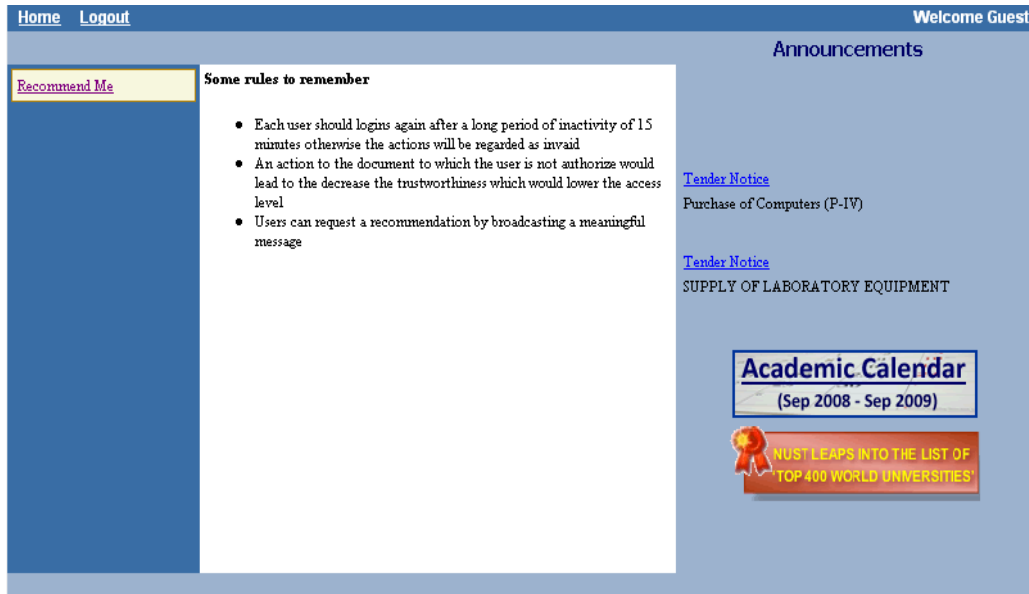 Home Logout Welcome Guest
Announcements
Recommend Me
Some rules to remember
● Each user should logins again after a long period of inactivity of 15
minutes otherwise the actions will be regarded as invaid
● An action to the document to which the user is not authorize would
lead to the decrease the trustworthiness which would lower the access
level
● Users can request a recommendation by broadcasting a meaningful
message
Tender Notice
Purchase of Computers (P-IV)
Tender Notice
SUPPLY OF LABORATORY EQUIPMENT
Academic Calendar
(Sep 2008 - Sep 2009)
NUST LEAPS INTO THE LIST OF
'TOP 400 WORLD UNIVERSITIES'